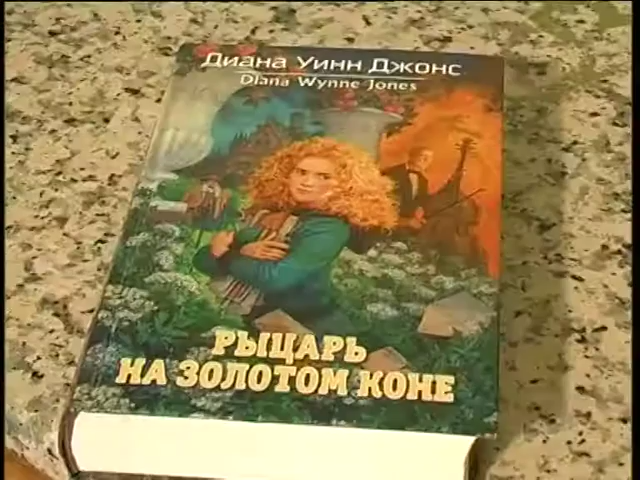 Диана Уинн Джонс
Diana Wynne Jones
РЫЦАРЬ
НА ЗОЛОТОМ КОНЕ